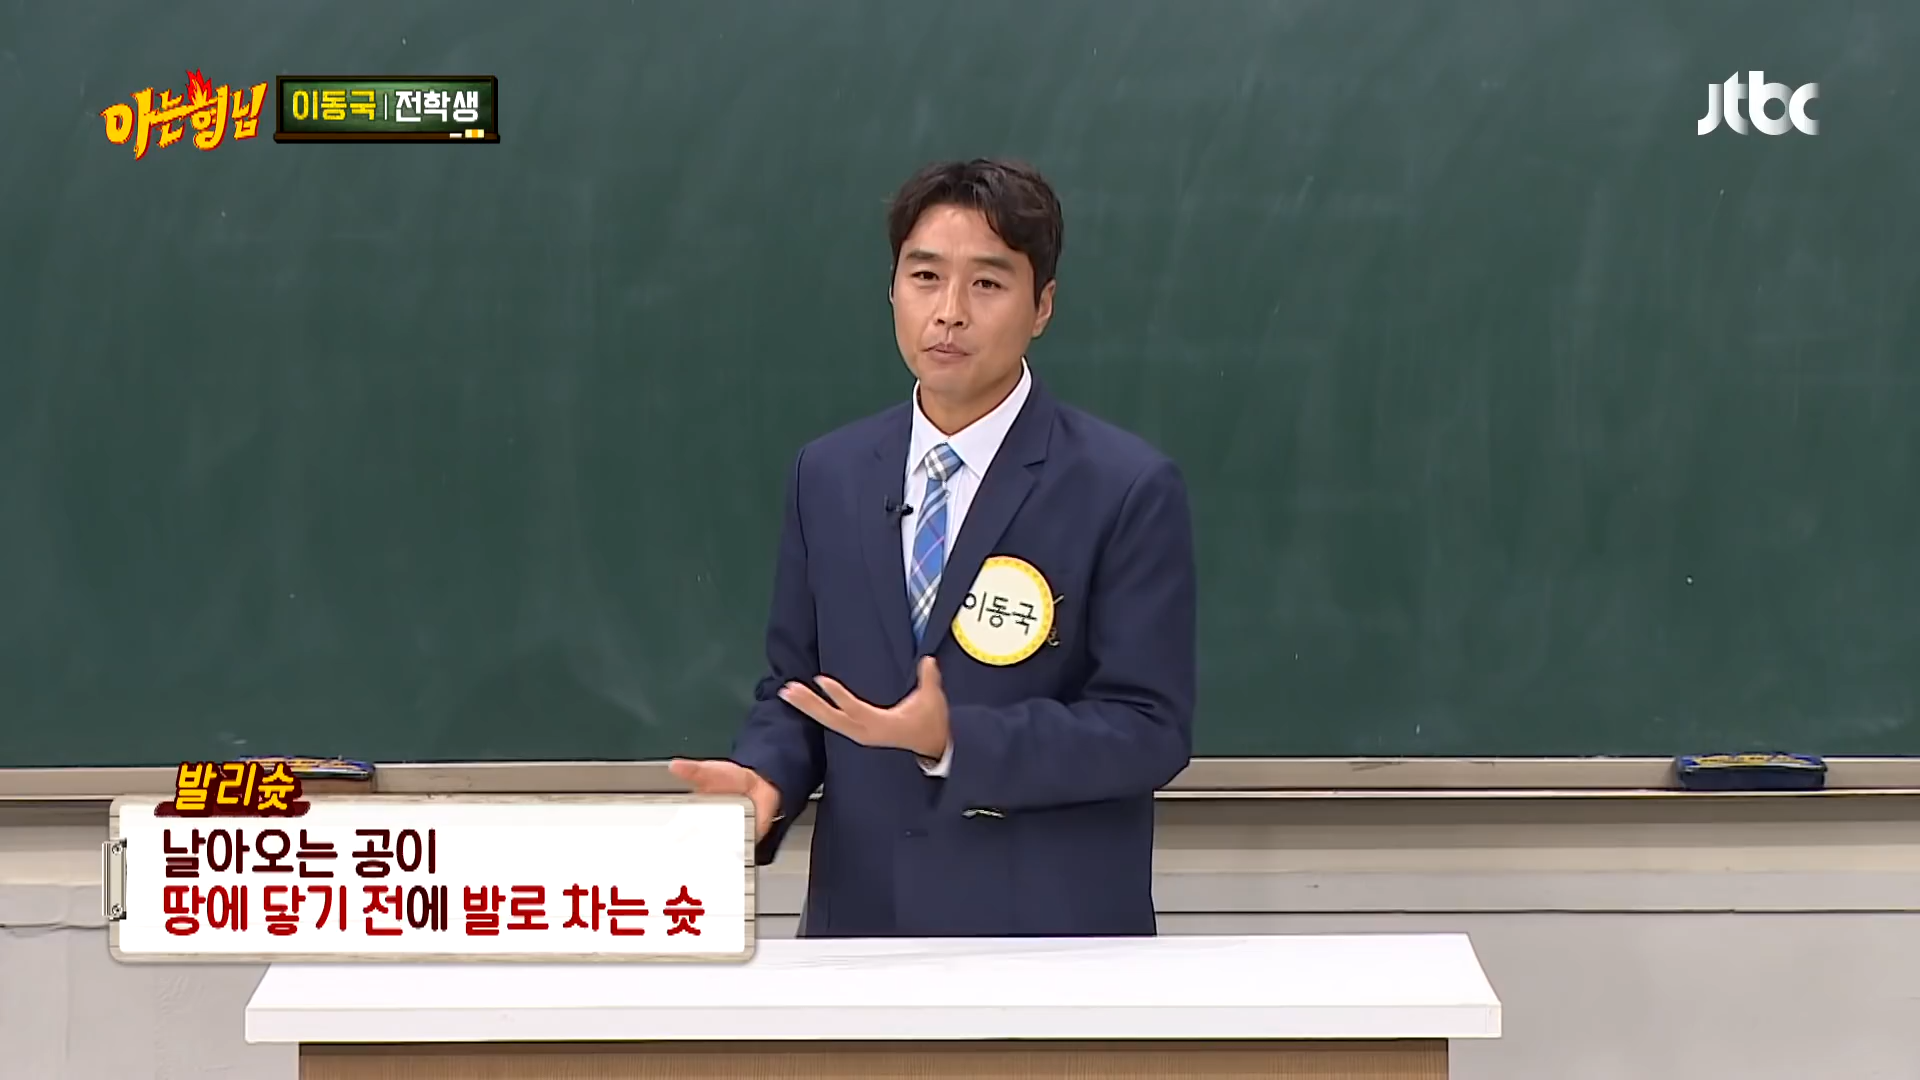 아는형님
이동국 | 전학생
jtbc
이동국
발리슛
날아오는 공이
땅에 닿기 전에 발로 차는 슛